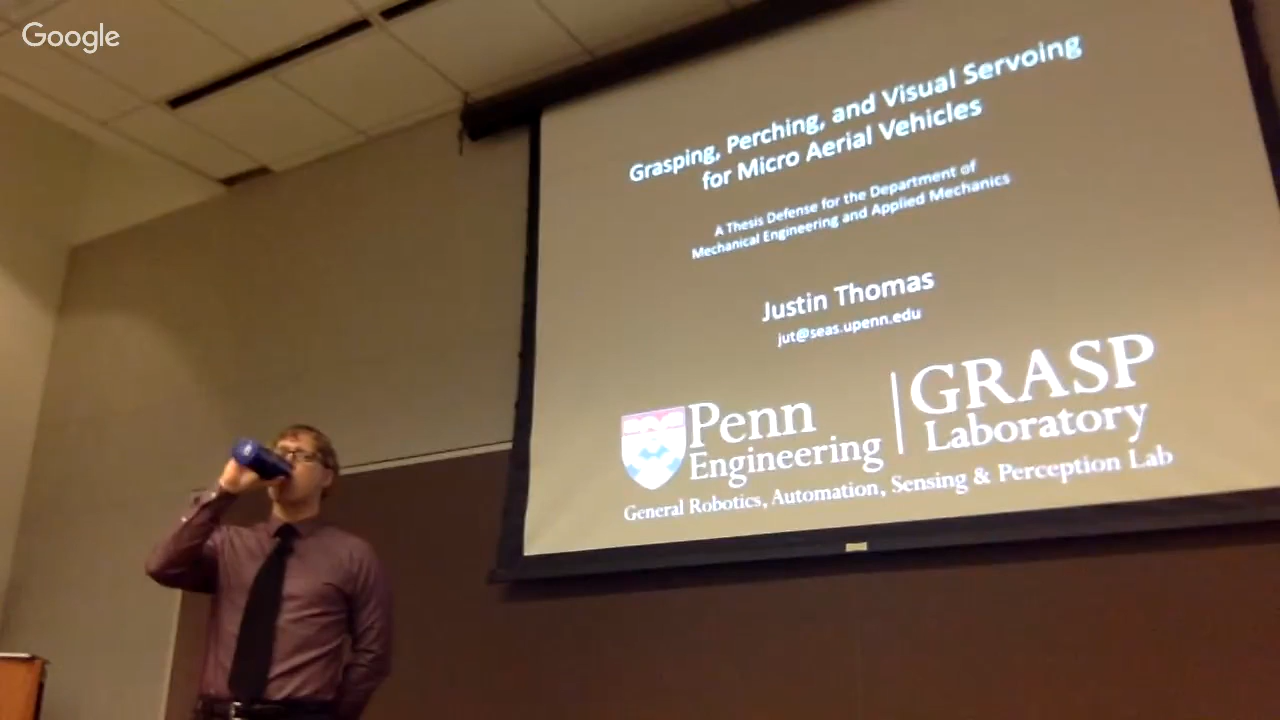 Google
Grasping, Perching, and Visual Servoing
for Micro Aerial Vehicles
A Thesis Defense for the Department of
Mechanical Engineering and Applied Mechanics
Justin Thomas
jut@seas.upenn.edu
Penn
Engineering
GRASP
Laboratory
General Robotics, Automation, Sensing & Perception Lab